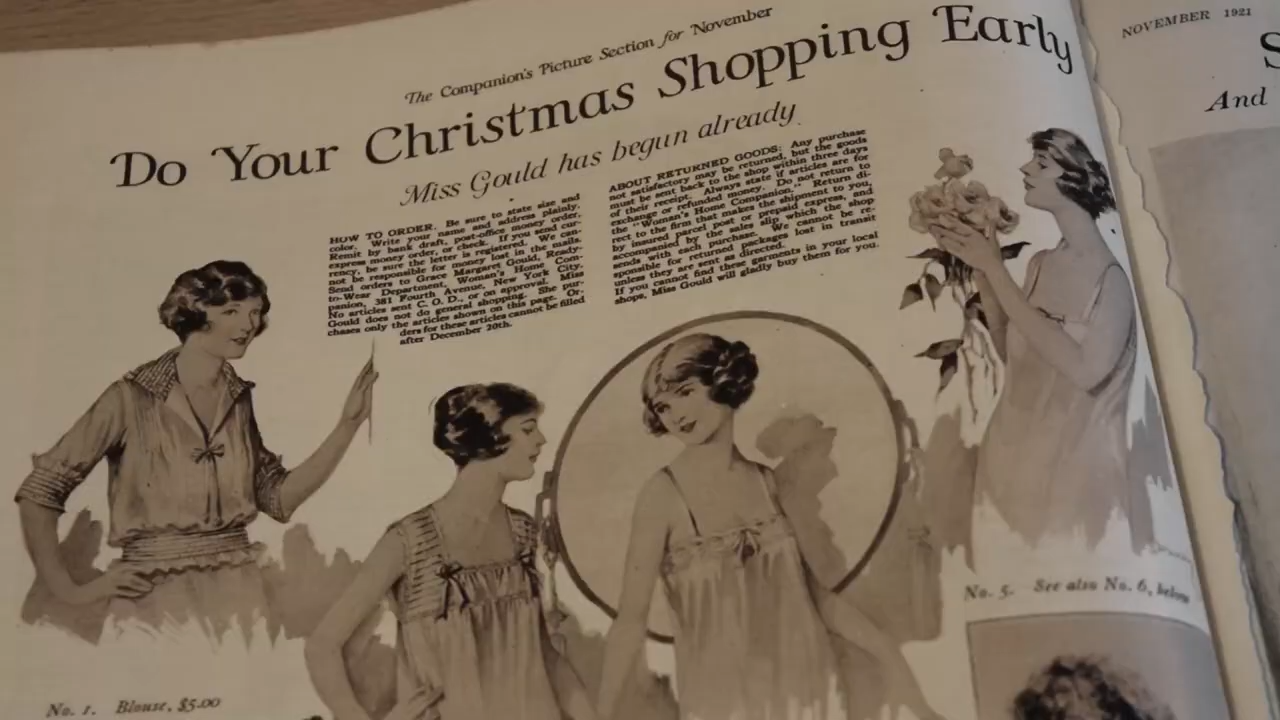 The Companion's Picture Section for November
Do Your Christmas Shopping Early
Miss Gould has begun already
HOW TO ORDER. Be sure to state size and
color. Write your name and address plainly.
Remit by bank draft, post-office money order,
express money order, or check. If you send cur-
rency, be sure the letter is registered. We can-
not be responsible for money lost in the mails.
Send orders to Grace Margaret Gould, Ready-
to-Wear Department, Woman's Home Com-
panion, 381 Fourth Avenue, New York City.
No articles sent C. O. D., or on approval. Miss
Gould does not do general shopping. She pur-
chases only the articles shown on this page. Or-
ders for these articles cannot be filled
after December 20th.
ABOUT RETURNED GOODS: Any purchase
not satisfactory may be returned, but the goods
must be sent back to the shop within three days
of their receipt. Always state if articles are for
exchange or refunded money. Do not return to
the "Woman's Home Companion." Return di-
rect to the firm that makes the shipment to you,
by insured parcel post or prepaid express, and
accompanied by the sales slip which the shop
sends with each purchase. We cannot be re-
sponsible for returned packages lost in transit
unless they are sent as directed.
If you cannot find these garments in your local
shops, Miss Gould will gladly buy them for you.
No. 5. See also No. 6, below
No. 1. Blouse, $5.00
NOVEMBER 1921
S
And